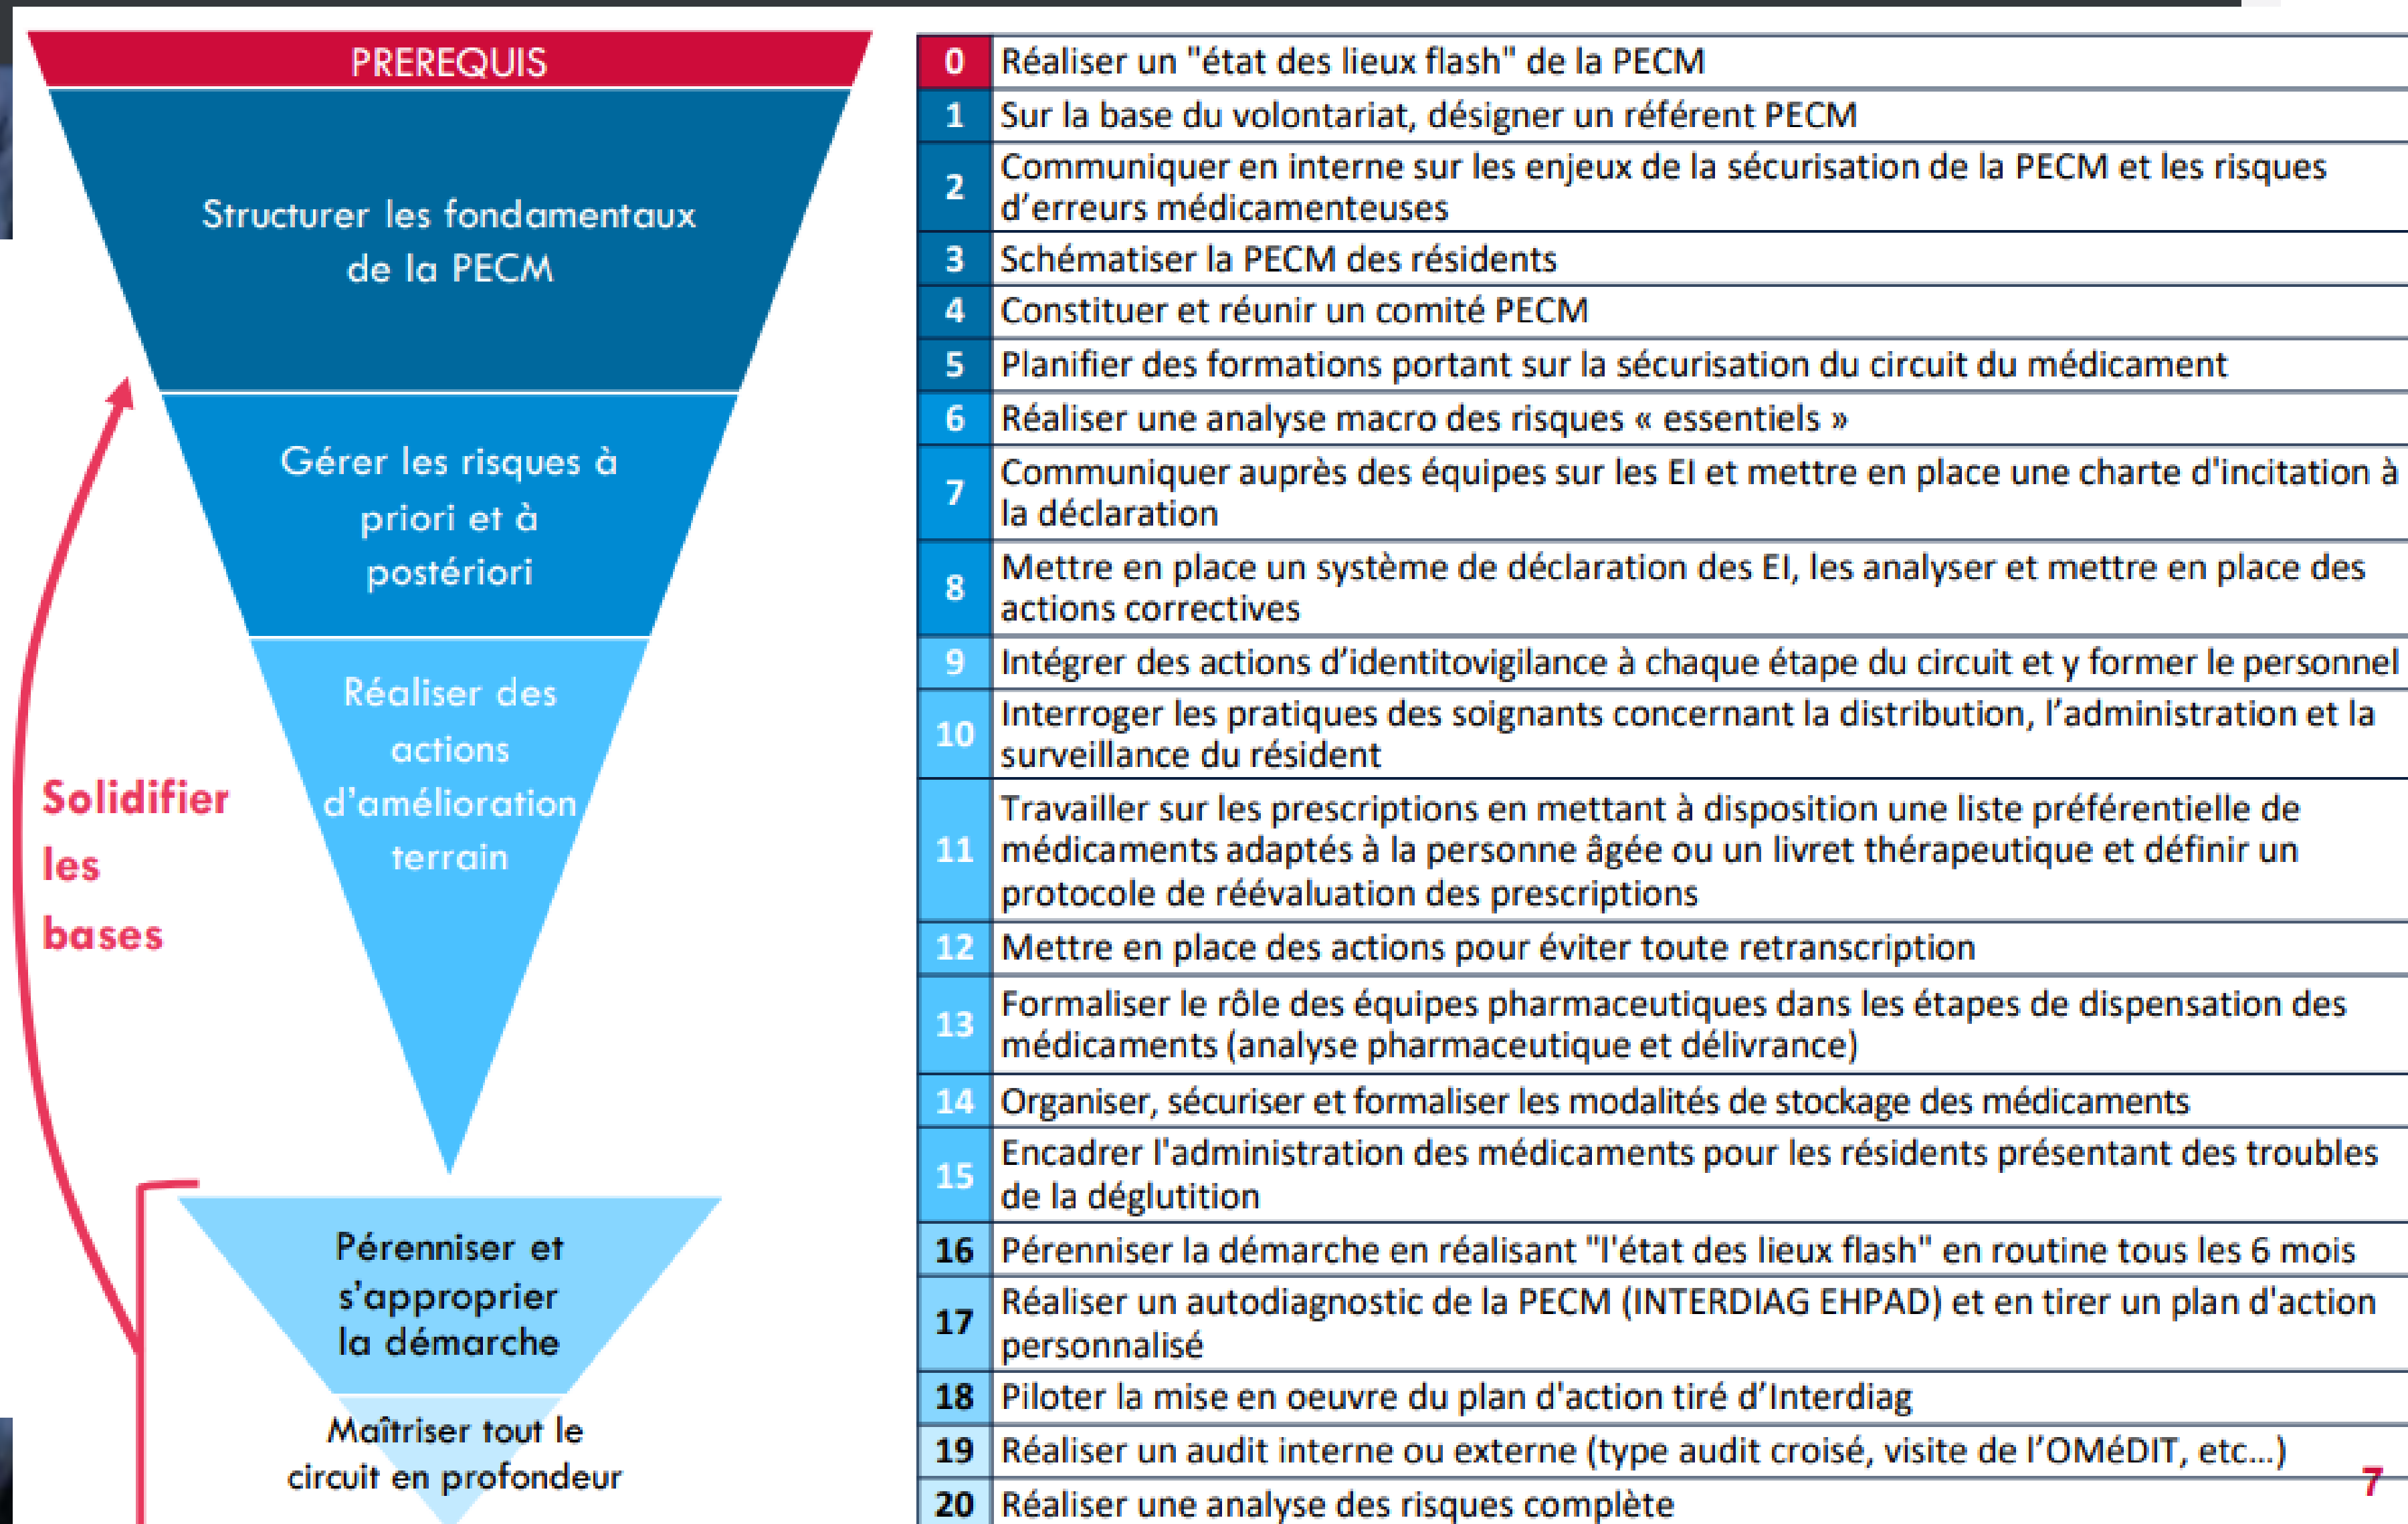 PREREQUIS
Structurer les fondamentaux
de la PECM
Gérer les risques à
priori et à
postériori
Réaliser des
actions
d'amélioration
terrain
Solidifier
les
bases
Pérenniser et
s'approprier
la démarche
Maîtriser tout le
circuit en profondeur
0 Réaliser un "état des lieux flash" de la PECM
1 Sur la base du volontariat, désigner un référent PECM
2 Communiquer en interne sur les enjeux de la sécurisation de la PECM et les risques
d'erreurs médicamenteuses
3 Schématiser la PECM des résidents
4 Constituer et réunir un comité PECM
5 Planifier des formations portant sur la sécurisation du circuit du médicament
6 Réaliser une analyse macro des risques « essentiels »
7 Communiquer auprès des équipes sur les EI et mettre en place une charte d'incitation à
la déclaration
8 Mettre en place un système de déclaration des EI, les analyser et mettre en place des
actions correctives
9 Intégrer des actions d'identitovigilance à chaque étape du circuit et y former le personnel
10 Interroger les pratiques des soignants concernant la distribution, l'administration et la
surveillance du résident
11 Travailler sur les prescriptions en mettant à disposition une liste préférentielle de
médicaments adaptés à la personne âgée ou un livret thérapeutique et définir un
protocole de réévaluation des prescriptions
12 Mettre en place des actions pour éviter toute retranscription
13 Formaliser le rôle des équipes pharmaceutiques dans les étapes de dispensation des
médicaments (analyse pharmaceutique et délivrance)
14 Organiser, sécuriser et formaliser les modalités de stockage des médicaments
15 Encadrer l'administration des médicaments pour les résidents présentant des troubles
de la déglutition
16 Pérenniser la démarche en réalisant "l'état des lieux flash" en routine tous les 6 mois
17 Réaliser un autodiagnostic de la PECM (INTERDIAG EHPAD) et en tirer un plan d'action
personnalisé
18 Piloter la mise en oeuvre du plan d'action tiré d'Interdiag
19 Réaliser un audit interne ou externe (type audit croisé, visite de l'OMéDIT, etc...)
20 Réaliser une analyse des risques complète
7